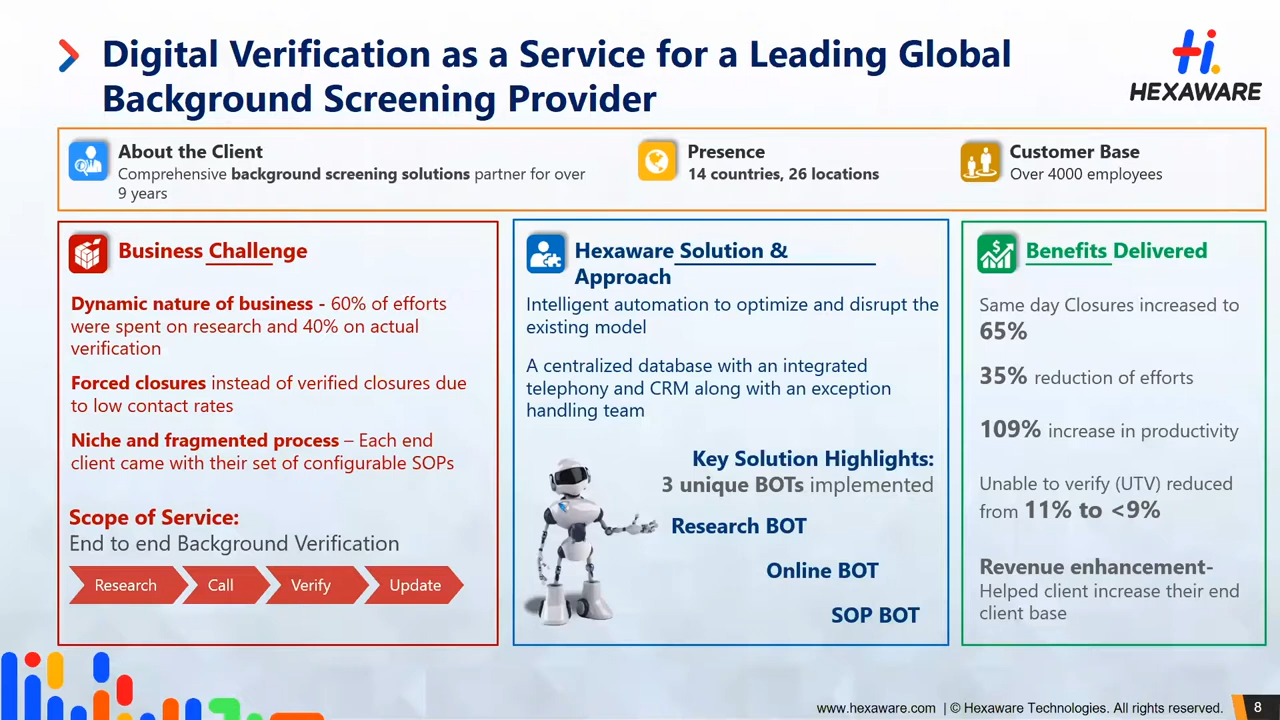 Digital Verification as a Service for a Leading Global
Background Screening Provider
HEXAWARE
About the Client
Comprehensive background screening solutions partner for over
9 years
Presence
14 countries, 26 locations
Customer Base
Over 4000 employees
Business Challenge
Dynamic nature of business - 60% of efforts
were spent on research and 40% on actual
verification
Forced closures instead of verified closures due
to low contact rates
Niche and fragmented process – Each end
client came with their set of configurable SOPs
Scope of Service:
End to end Background Verification
Research
Call
Verify
Update
Hexaware Solution &
Approach
Intelligent automation to optimize and disrupt the
existing model
A centralized database with an integrated
telephony and CRM along with an exception
handling team
Key Solution Highlights:
3 unique BOTs implemented
Research BOT
Online BOT
SOP BOT
Benefits Delivered
Same day Closures increased to
65%
35% reduction of efforts
109% increase in productivity
Unable to verify (UTV) reduced
from 11% to <9%
Revenue enhancement-
Helped client increase their end
client base
www.hexaware.com | © Hexaware Technologies. All rights reserved.
8